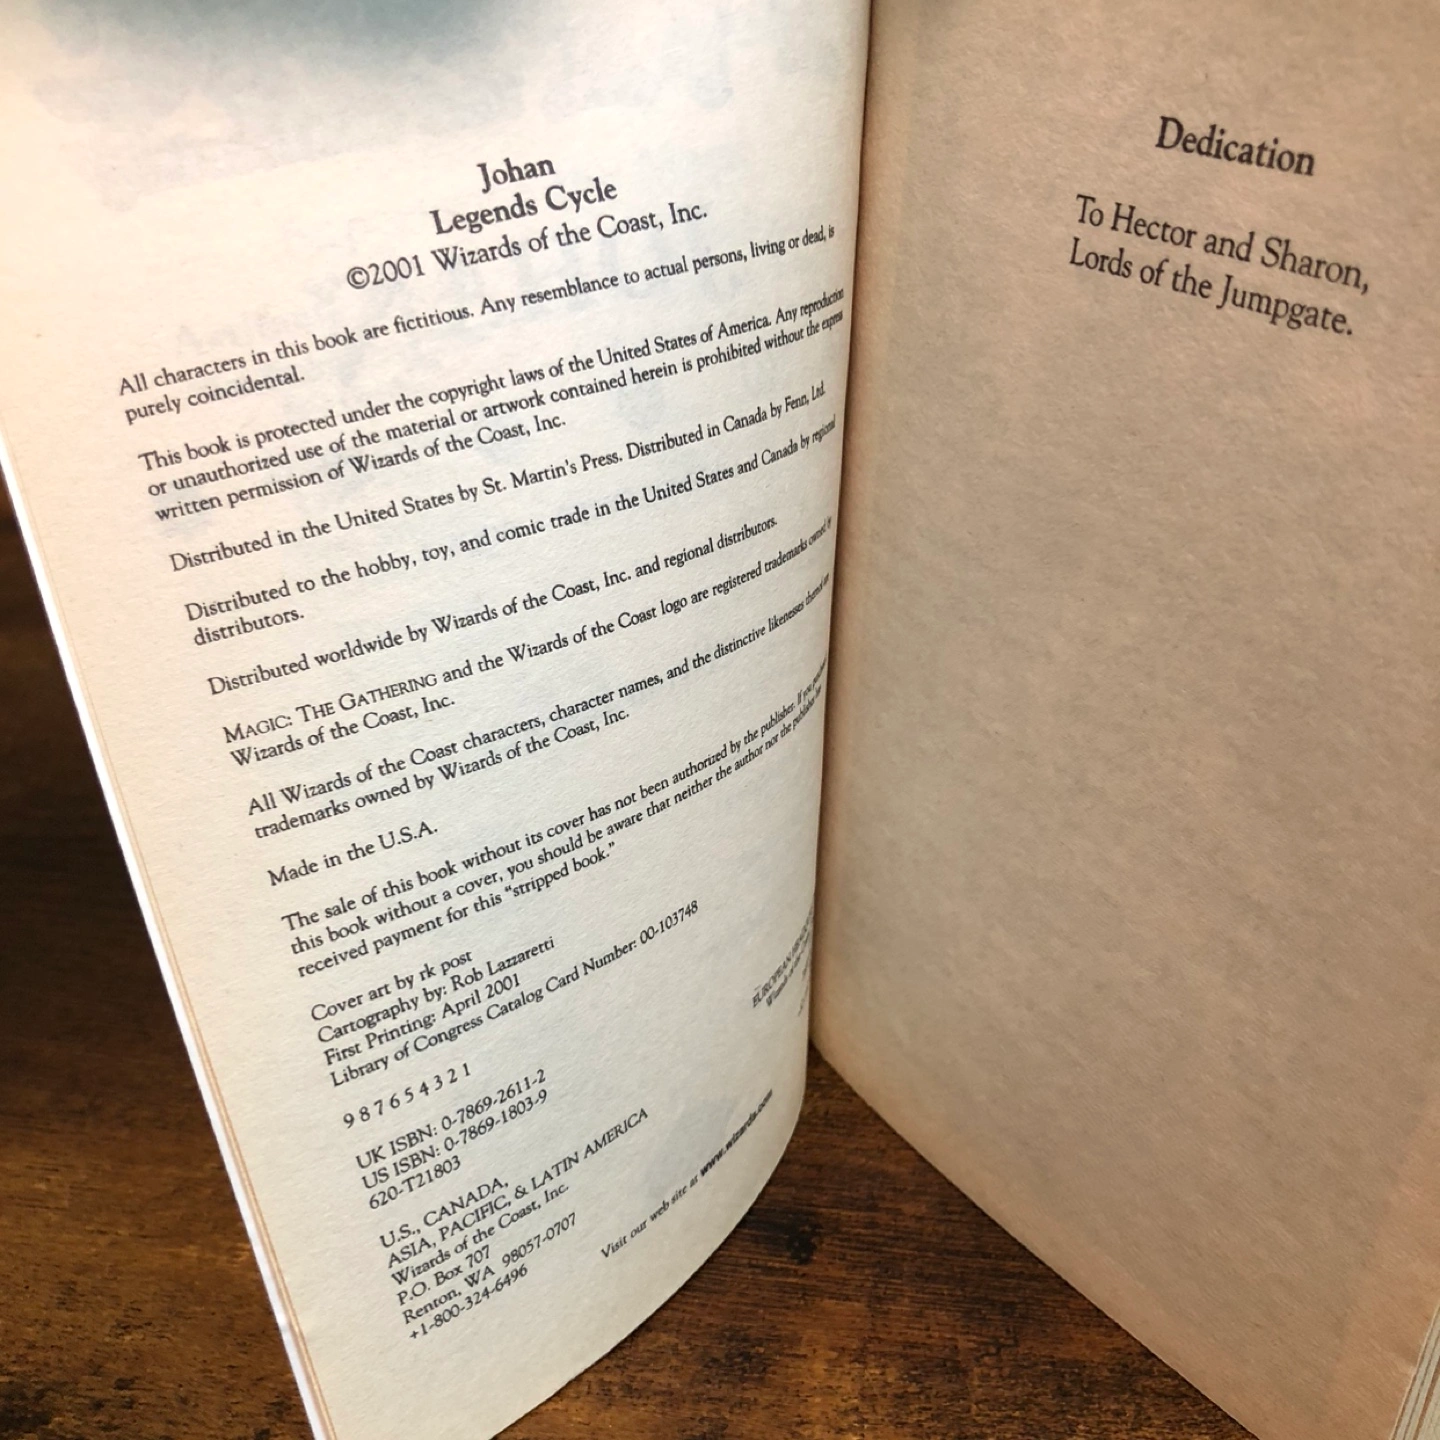 Johan
Legends Cycle
©2001 Wizards of the Coast, Inc.
All characters in this book are fictitious. Any resemblance to actual persons, living or dead, is
purely coincidental.
This book is protected under the copyright laws of the United States of America. Any reproduction
or unauthorized use of the material or artwork contained herein is prohibited without the express
written permission of Wizards of the Coast, Inc.
Distributed in the United States by St. Martin's Press. Distributed in Canada by Fenn, Ltd.
Distributed to the hobby, toy, and comic trade in the United States and Canada by regional
distributors.
Distributed worldwide by Wizards of the Coast, Inc. and regional distributors.
MAGIC: THE GATHERING and the Wizards of the Coast logo are registered trademarks owned
Wizards of the Coast, Inc.
All Wizards of the Coast characters, character names, and the distinctive likenesses thereof
trademarks owned by Wizards of the Coast, Inc.
Made in the U.S.A.
The sale of this book without its cover has not been authorized by the publisher. If you
this book without a cover, you should be aware that neither the author nor the publisher
received payment for this “stripped book.”
Cover art by rk post
Cartography by: Rob Lazzaretti
First Printing: April 2001
Library of Congress Catalog Card Number: 00-103748
9 8 7 6 5 4 3 2 1
UK ISBN: 0-7869-2611-2
US ISBN: 0-7869-1803-9
620-T21803
U.S., CANADA,
ASIA, PACIFIC, & LATIN AMERICA
Wizards of the Coast, Inc.
P.O. Box 707
Renton, WA 98057-0707
+1-800-324-6496
EUROPEAN
Visit our web site at www.wizards.com
Dedication
To Hector and Sharon,
Lords of the Jumpgate.